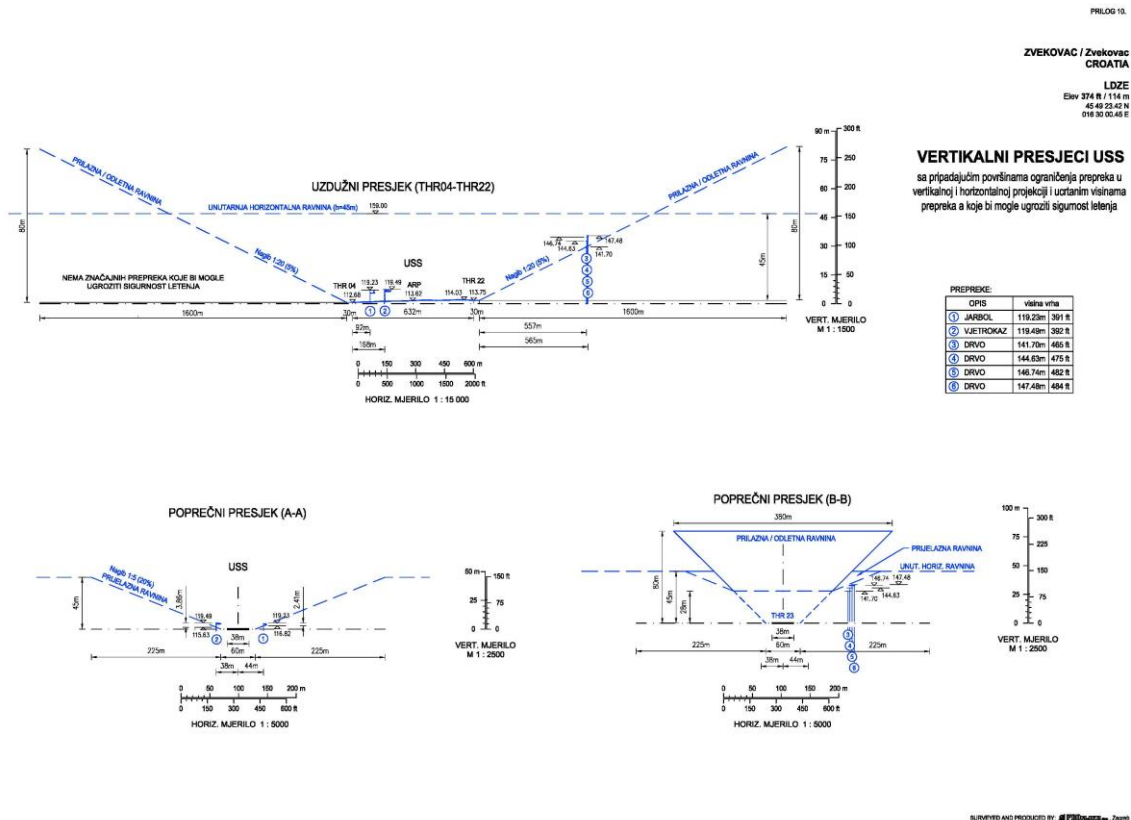 PRILOG 10.
ZVEKOVAC / Zvekovac
CROATIA
LDZE
Elev 374 ft / 114 m
45 49 23.42 N
016 30 00.45 E
VERTIKALNI PRESJECI USS
sa pripadajućim površinama ograničenja prepreka u
vertikalnoj i horizontalnoj projekciji i ucrtanim visinama
prepreka a koje bi mogle ugroziti sigurnost letenja
UZDUŽNI PRESJEK (THR04-THR22)
PRILAZNA / ODLETNA RAVNINA
PRILAZNA / ODLETNA RAVNINA
UNUTARNJA HORIZONTALNA RAVNINA (h=45m)
159.00
80m
Nagib 1:20 (5%)
Nagib 1:20 (5%)
NEMA ZNAČAJNIH PREPREKA KOJE BI MOGLE
UGROZITI SIGURNOST LETENJA
USS
THR 04
119.23
119.49
ARP
THR 22
112.68
113.62
114.03
113.75
146.74
147.48
144.63
141.70
3
4
5
6
45m
80m
1600m
30m
1
2
632m
30m
1600m
92m
168m
557m
565m
0 150 300 450 600 m
0 500 1000 1500 2000 ft
HORIZ. MJERILO 1 : 15 000
90 m 300 ft
75 250
60 200
45 150
30 100
15 50
0 0
VERT. MJERILO
M 1 : 1500
PREPREKE:
OPIS visina vrha
1 JARBOL 119.23m 391 ft
2 VJETROKAZ 119.49m 392 ft
3 DRVO 141.70m 465 ft
4 DRVO 144.63m 475 ft
5 DRVO 146.74m 482 ft
6 DRVO 147.48m 484 ft
POPREČNI PRESJEK (A-A)
USS
Nagib 1:5 (20%)
PRIJELAZNA RAVNINA
45m
3.86m
2.41m
119.49
119.23
115.63
116.82
2
1
38m
225m
60m
225m
38m
44m
0 50 100 150 200 m
0 150 300 450 600 ft
HORIZ. MJERILO 1 : 5000
50 m 150 ft
25 75
0 0
VERT. MJERILO
M 1 : 2500
POPREČNI PRESJEK (B-B)
380m
PRILAZNA / ODLETNA RAVNINA
PRIJELAZNA RAVNINA
UNUT. HORIZ. RAVNINA
80m
45m
28m
146.74
147.48
144.63
141.70
THR 23
38m
3
4
5
6
225m
60m
225m
38m
44m
0 50 100 150 200 m
0 150 300 450 600 ft
HORIZ. MJERILO 1 : 5000
100 m 300 ft
75 225
50 150
25 75
0 0
VERT. MJERILO
M 1 : 2500
SURVEYED AND PRODUCED BY:
Zagreb